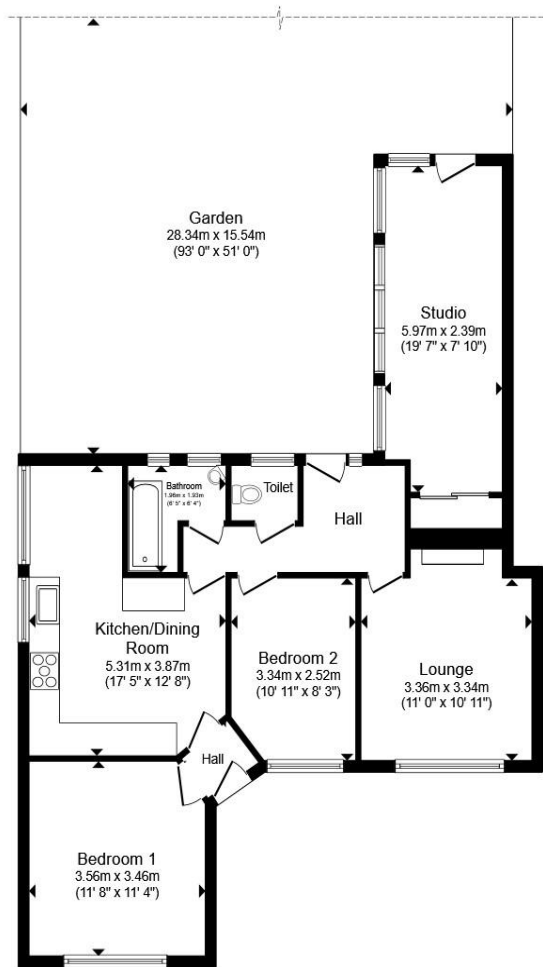 Garden
28.34m x 15.54m
(93' 0" x 51' 0")
Studio
5.97m x 2.39m
(19' 7" x 7' 10")
Bathroom
1.96m x 1.93m
(6' 5" x 6' 4")
Toilet
Hall
Kitchen/Dining
Room
5.31m x 3.87m
(17' 5" x 12' 8")
Bedroom 2
3.34m x 2.52m
(10' 11" x 8' 3")
Lounge
3.36m x 3.34m
(11' 0" x 10' 11")
Hall
Bedroom 1
3.56m x 3.46m
(11' 8" x 11' 4")